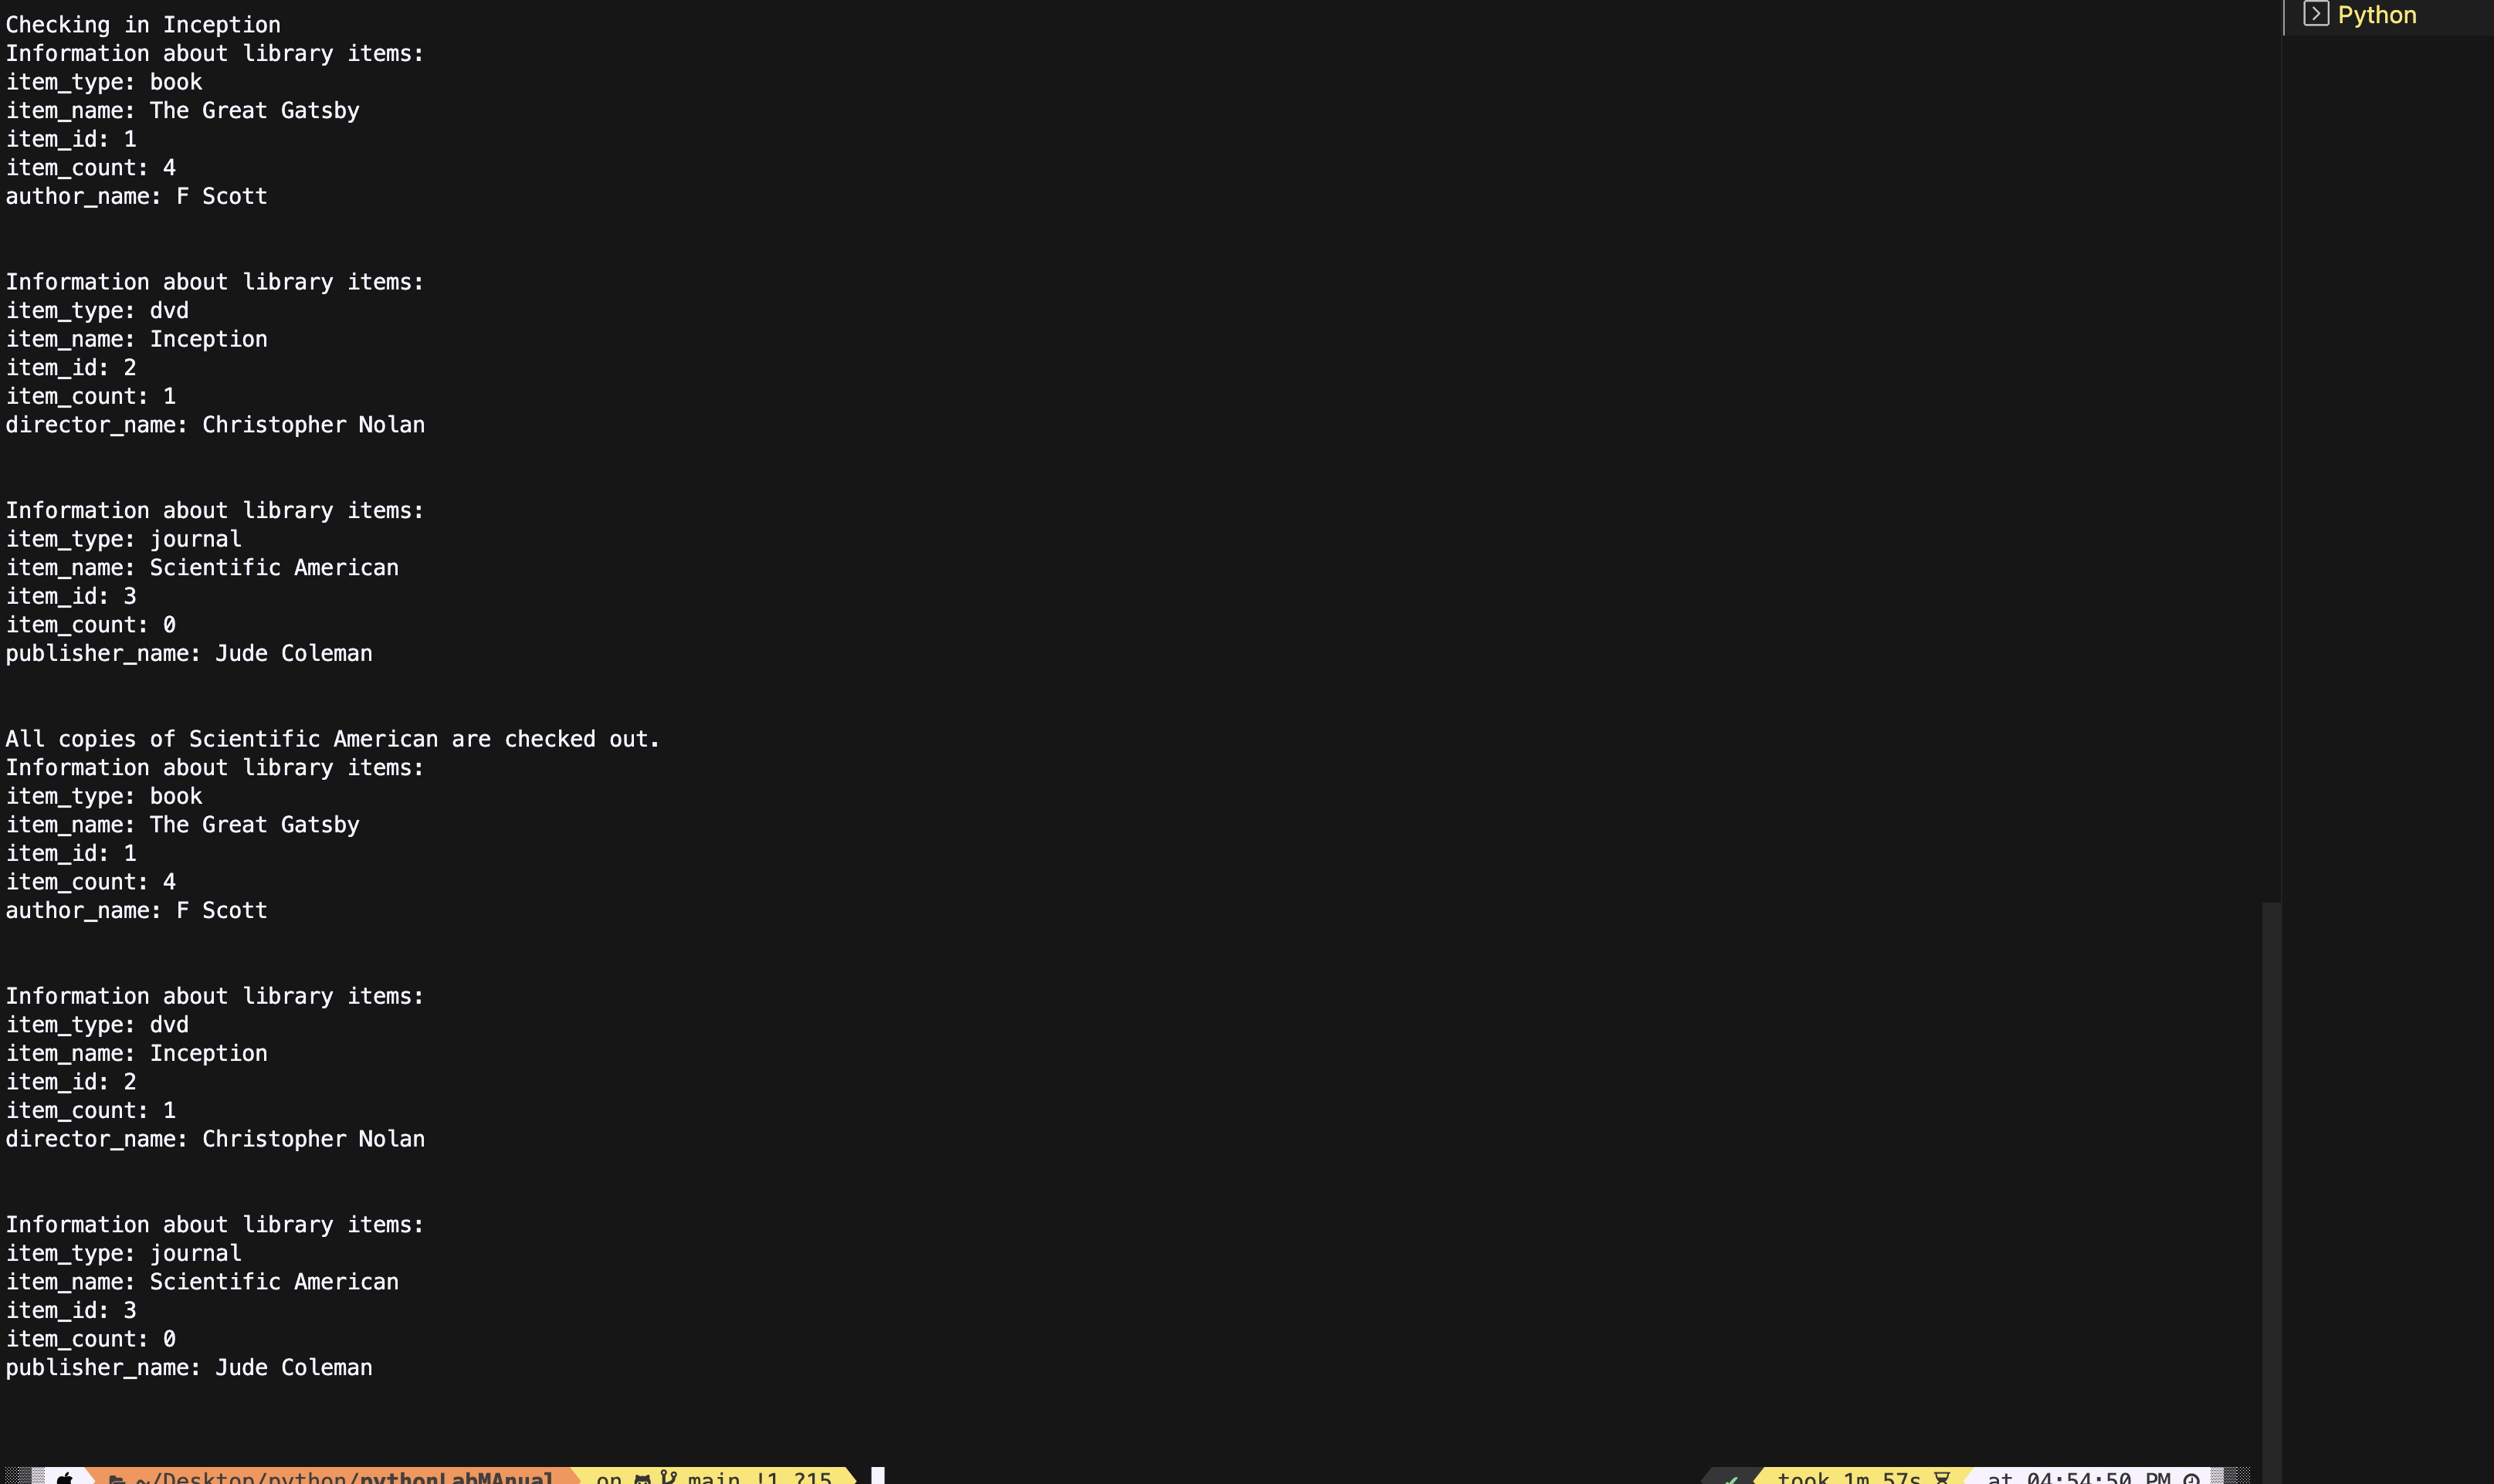 Checking in Inception
Information about library items:
item_type: book
item_name: The Great Gatsby
item_id: 1
item_count: 4
author_name: F Scott
Information about library items:
item_type: dvd
item_name: Inception
item_id: 2
item_count: 1
director_name: Christopher Nolan
Information about library items:
item_type: journal
item_name: Scientific American
item_id: 3
item_count: 0
publisher_name: Jude Coleman
All copies of Scientific American are checked out.
Information about library items:
item_type: book
item_name: The Great Gatsby
item_id: 1
item_count: 4
author_name: F Scott
Information about library items:
item_type: dvd
item_name: Inception
item_id: 2
item_count: 1
director_name: Christopher Nolan
Information about library items:
item_type: journal
item_name: Scientific American
item_id: 3
item_count: 0
publisher_name: Jude Coleman
~/Desktop/python/pythonLabMAnual on main !1 ?15 took 1m 57s at 04:54:50 PM
Python